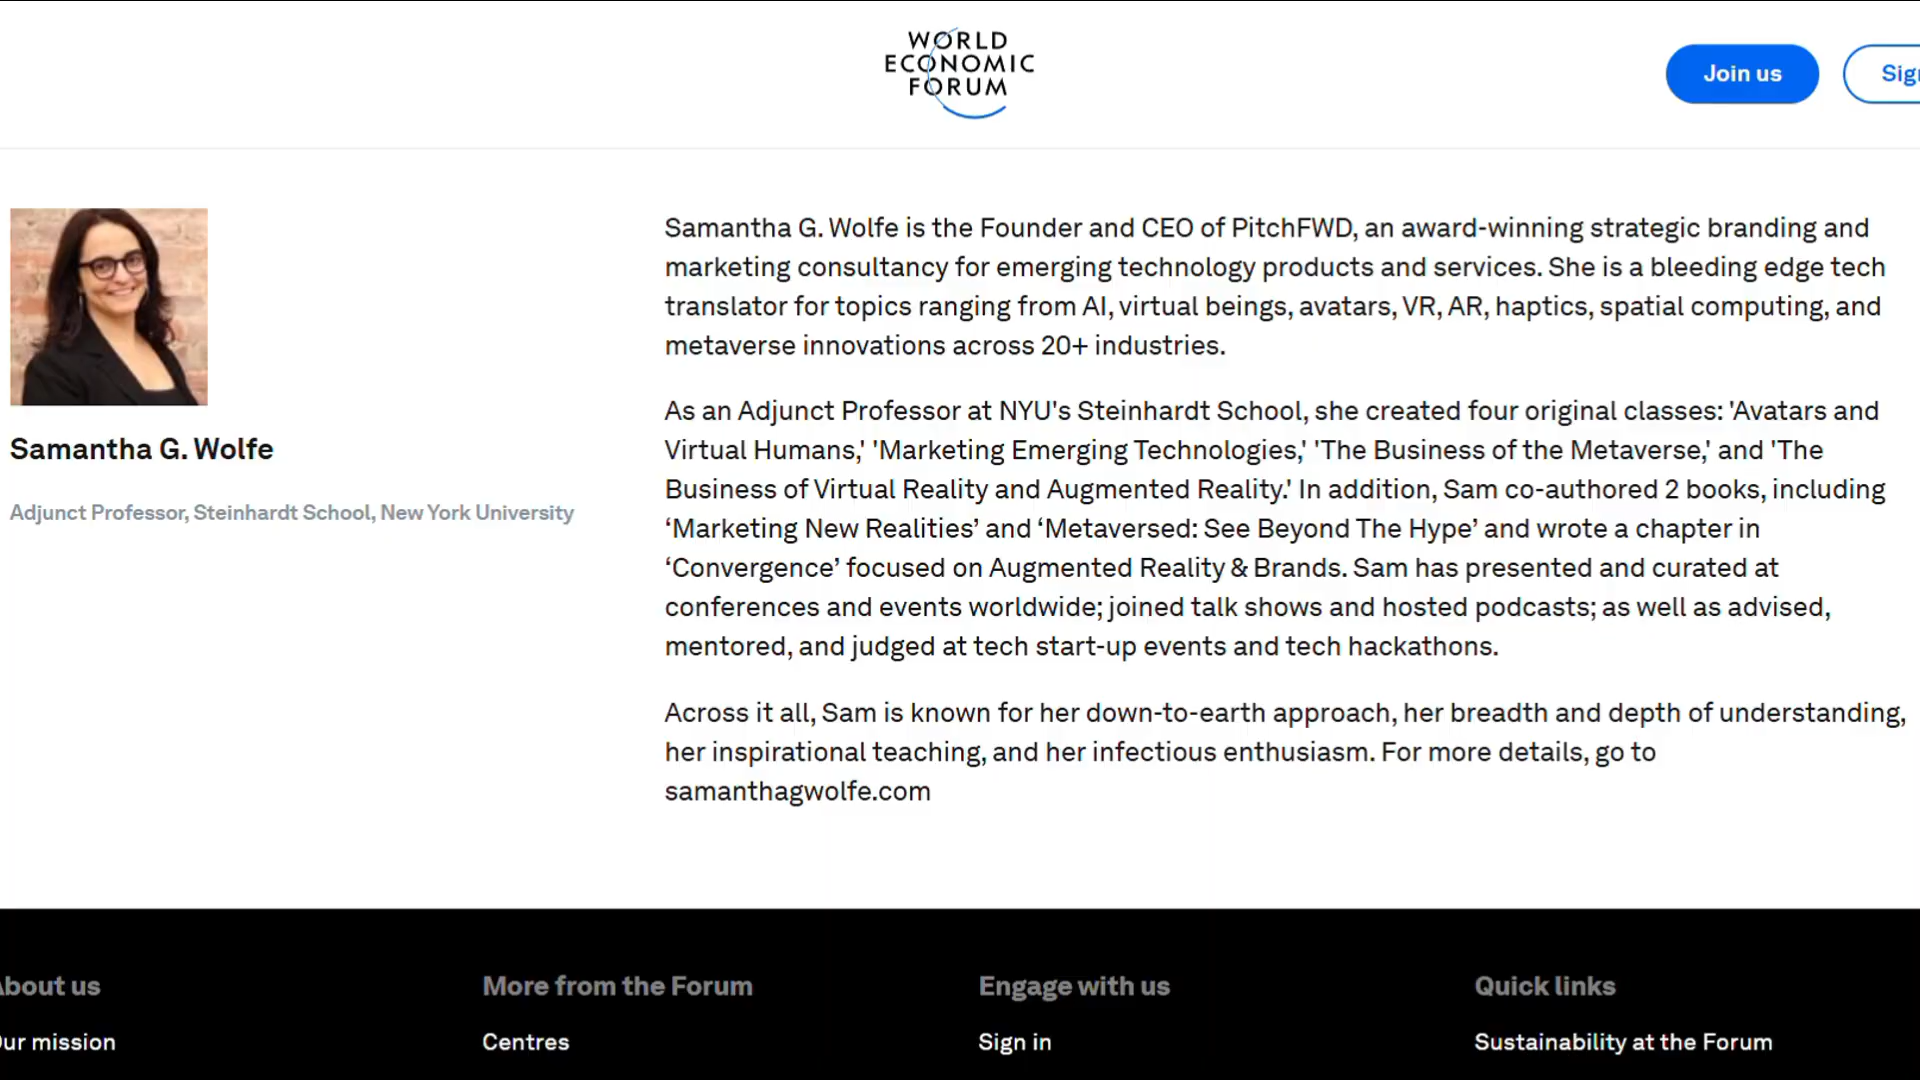 WORLD
ECONOMIC
FORUM
Join us
Sig
Samantha G. Wolfe
Adjunct Professor, Steinhardt School, New York University
Samantha G. Wolfe is the Founder and CEO of PitchFWD, an award-winning strategic branding and
marketing consultancy for emerging technology products and services. She is a bleeding edge tech
translator for topics ranging from AI, virtual beings, avatars, VR, AR, haptics, spatial computing, and
metaverse innovations across 20+ industries.
As an Adjunct Professor at NYU's Steinhardt School, she created four original classes: 'Avatars and
Virtual Humans,' 'Marketing Emerging Technologies,' 'The Business of the Metaverse,' and 'The
Business of Virtual Reality and Augmented Reality.' In addition, Sam co-authored 2 books, including
‘Marketing New Realities’ and ‘Metaversed: See Beyond The Hype’ and wrote a chapter in
‘Convergence’ focused on Augmented Reality & Brands. Sam has presented and curated at
conferences and events worldwide; joined talk shows and hosted podcasts; as well as advised,
mentored, and judged at tech start-up events and tech hackathons.
Across it all, Sam is known for her down-to-earth approach, her breadth and depth of understanding,
her inspirational teaching, and her infectious enthusiasm. For more details, go to
samanthagwolfe.com
About us
Our mission
More from the Forum
Centres
Engage with us
Sign in
Quick links
Sustainability at the Forum